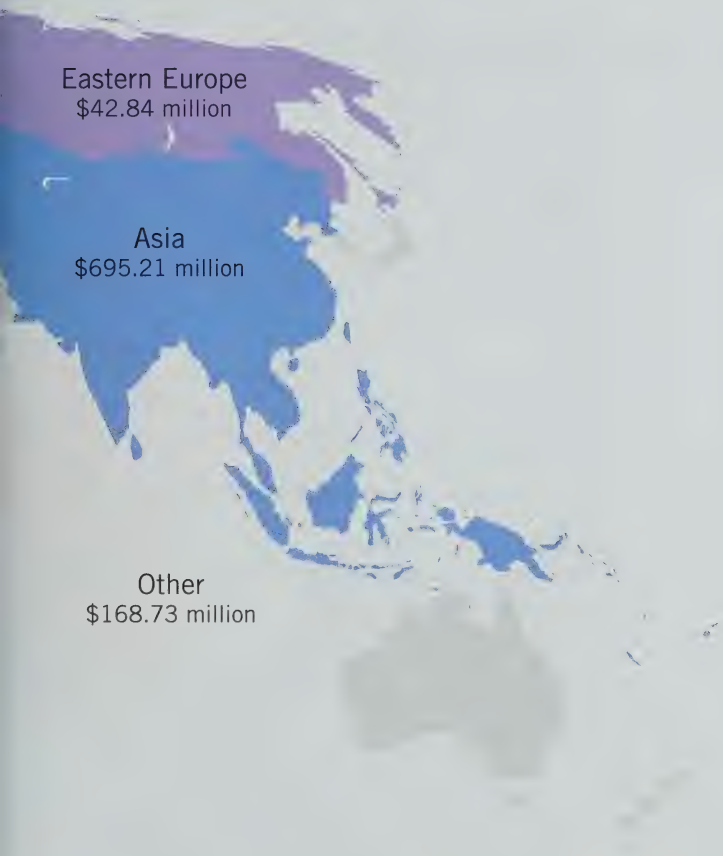 Eastern Europe
$42.84 million
Asia
$695.21 million
Other
$168.73 million